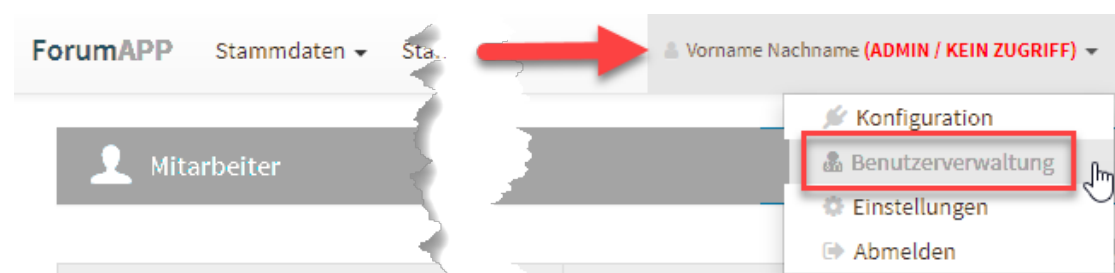 ForumAPP Stammdaten Vorname Nachname (ADMIN / KEIN ZUGRIFF)
Konfiguration
Mitarbeiter
Benutzerverwaltung
Einstellungen
Abmelden